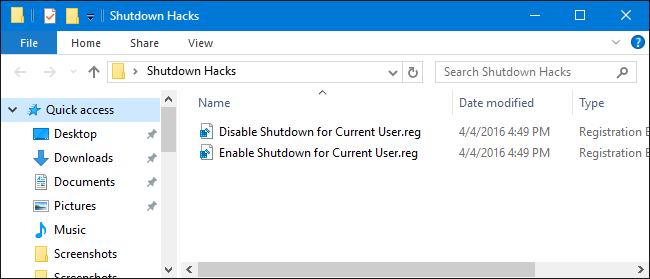 Shutdown Hacks
File Home Share View
Shutdown Hacks Search Shutdown Hacks
Quick access
Desktop
Downloads
Documents
Pictures
Music
Screenshots
Screenshots
Name Date modified Type
Disable Shutdown for Current User.reg 4/4/2016 4:49 PM Registration E
Enable Shutdown for Current User.reg 4/4/2016 4:49 PM Registration E